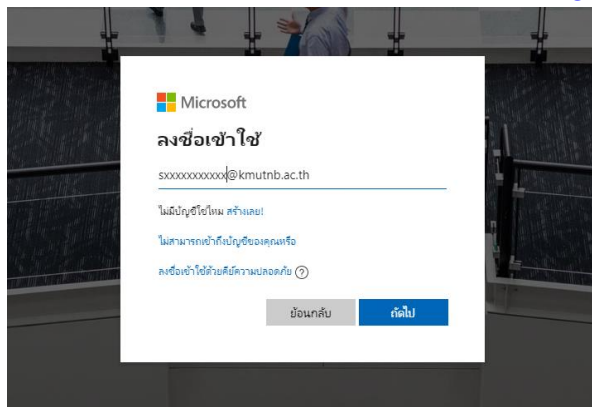 Microsoft
ลงชื่อเข้าใช้
sxxxxxxxxxxx@kmutnb.ac.th
ไม่มีบัญชีใช่ไหม สร้างเลย!
ไม่สามารถเข้าถึงบัญชีของคุณหรือ
ลงชื่อเข้าใช้ด้วยคีย์ความปลอดภัย ?
ย้อนกลับ ถัดไป